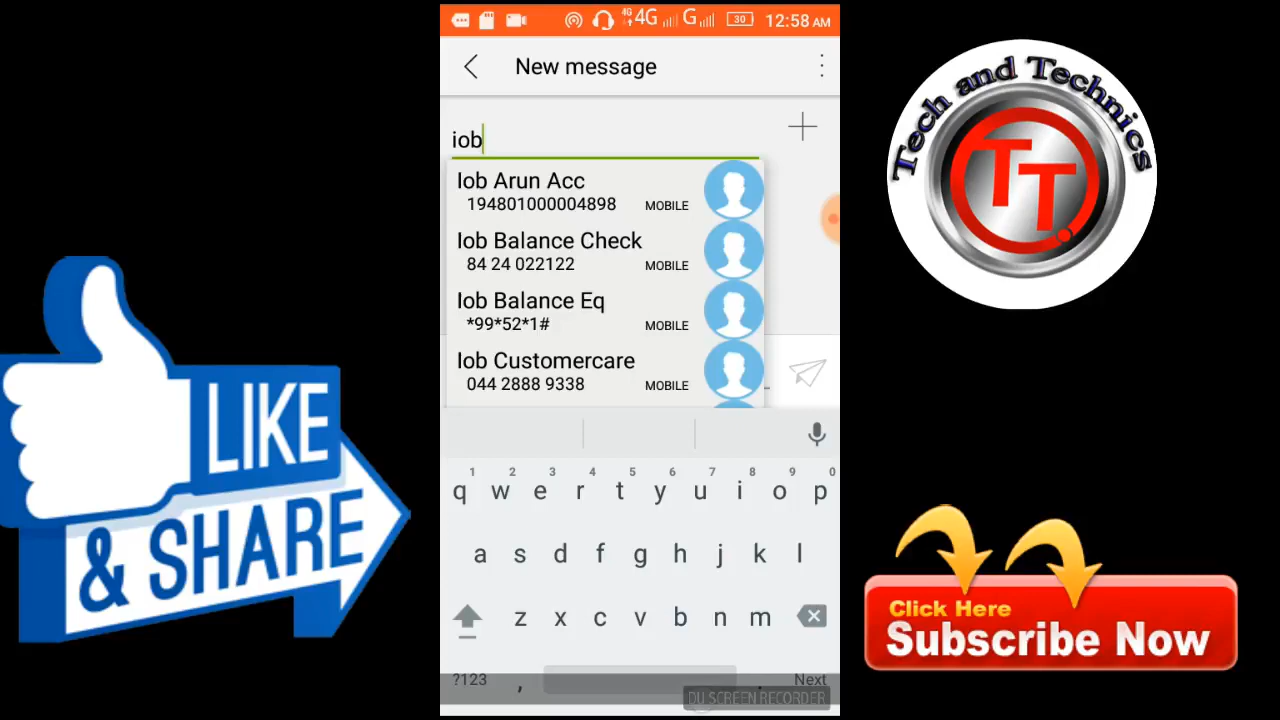 4G 4G G 30 12:58 AM
New message
iob
Iob Arun Acc
194801000004898 MOBILE
Iob Balance Check
84 24 022122 MOBILE
Iob Balance Eq
*99*52*1# MOBILE
Iob Customercare
044 2888 9338 MOBILE
1 2 3 4 5 6 7 8 9 0
q w e r t y u i o p
a s d f g h j k l
z x c v b n m
?123 , . Next
DU SCREEN RECORDER
LIKE
& SHARE
Tech and Technics
TT
Click Here
Subscribe Now